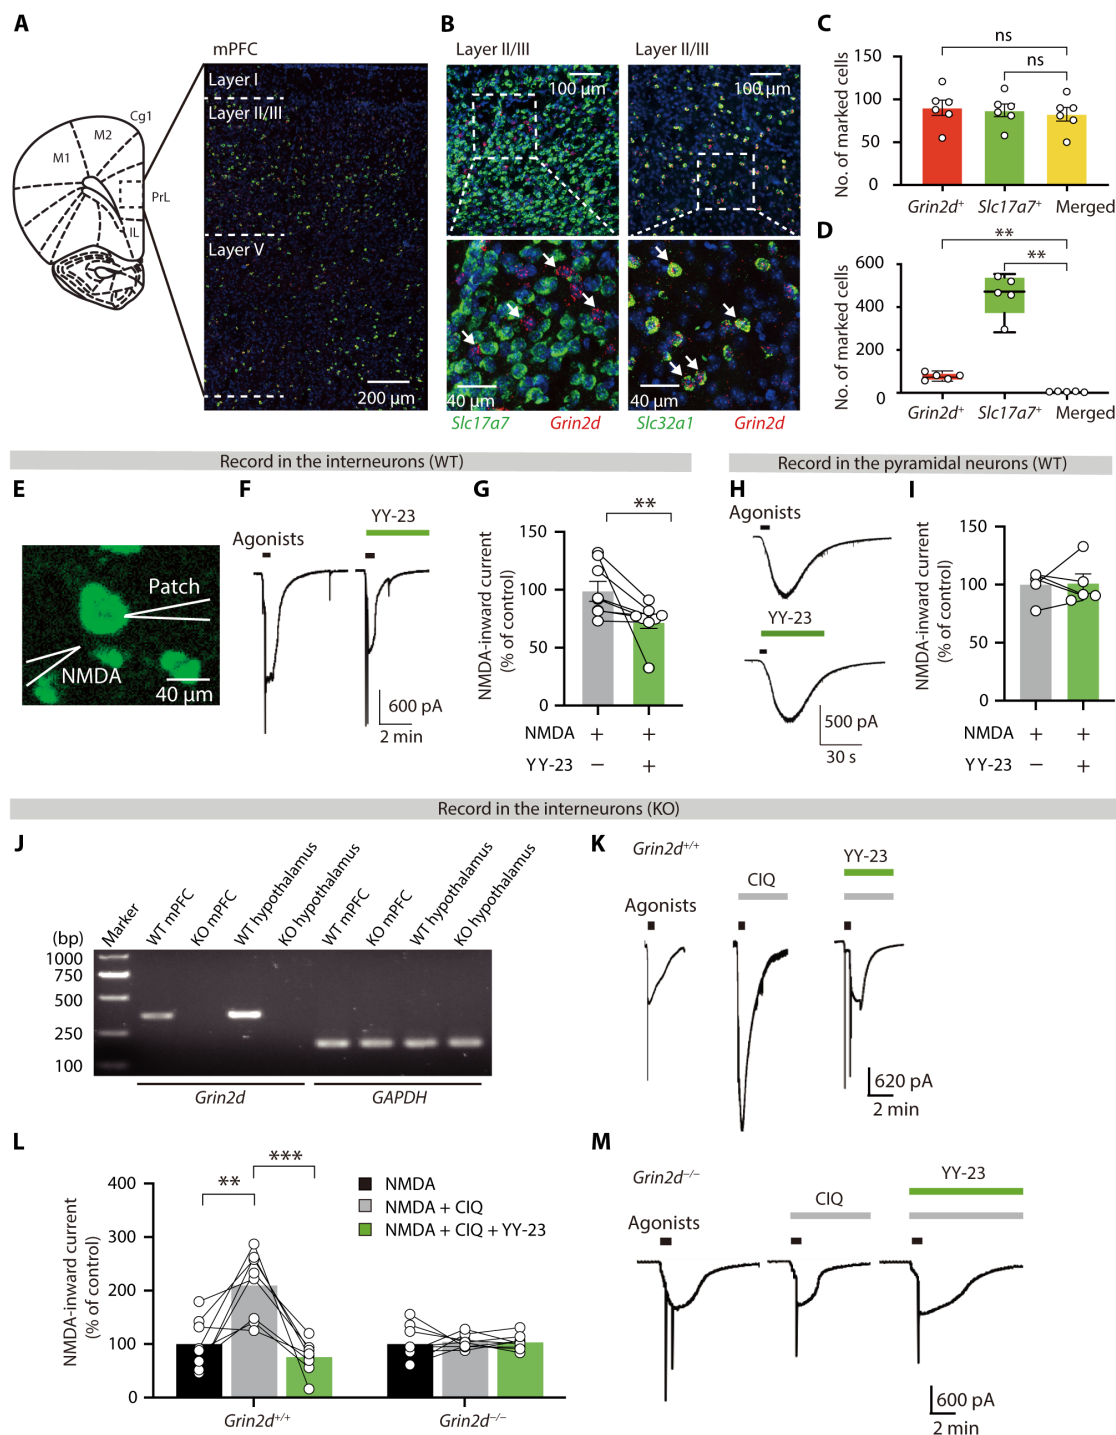 A
mPFC
Layer I
Layer II/III
Layer V
200 μm
M1
M2
Cg1
PrL
IL
B
Layer II/III
Layer II/III
100 μm
100 μm
40 μm
40 μm
Slc17a7
Grin2d
Slc32a1
Grin2d
C
No. of marked cells
150
100
50
0
ns
ns
Grin2d+
Slc17a7+
Merged
D
No. of marked cells
600
400
200
0
**
**
Grin2d+
Slc17a7+
Merged
Record in the interneurons (WT)
Record in the pyramidal neurons (WT)
E
Patch
NMDA
40 μm
F
Agonists
YY-23
600 pA
2 min
G
NMDA-inward current
(% of control)
150
100
50
0
**
NMDA + +
YY-23 − +
H
Agonists
YY-23
500 pA
30 s
I
NMDA-inward current
(% of control)
150
100
50
0
NMDA + +
YY-23 − +
Record in the interneurons (KO)
J
(bp)
Marker
WT mPFC
KO mPFC
WT hypothalamus
KO hypothalamus
WT mPFC
KO mPFC
WT hypothalamus
KO hypothalamus
1000
750
500
250
100
Grin2d
GAPDH
K
Grin2d+/+
Agonists
CIQ
YY-23
620 pA
2 min
L
NMDA-inward current
(% of control)
400
300
200
100
0
**
***
NMDA
NMDA + CIQ
NMDA + CIQ + YY-23
Grin2d+/+
Grin2d−/−
M
Grin2d−/−
Agonists
CIQ
YY-23
600 pA
2 min